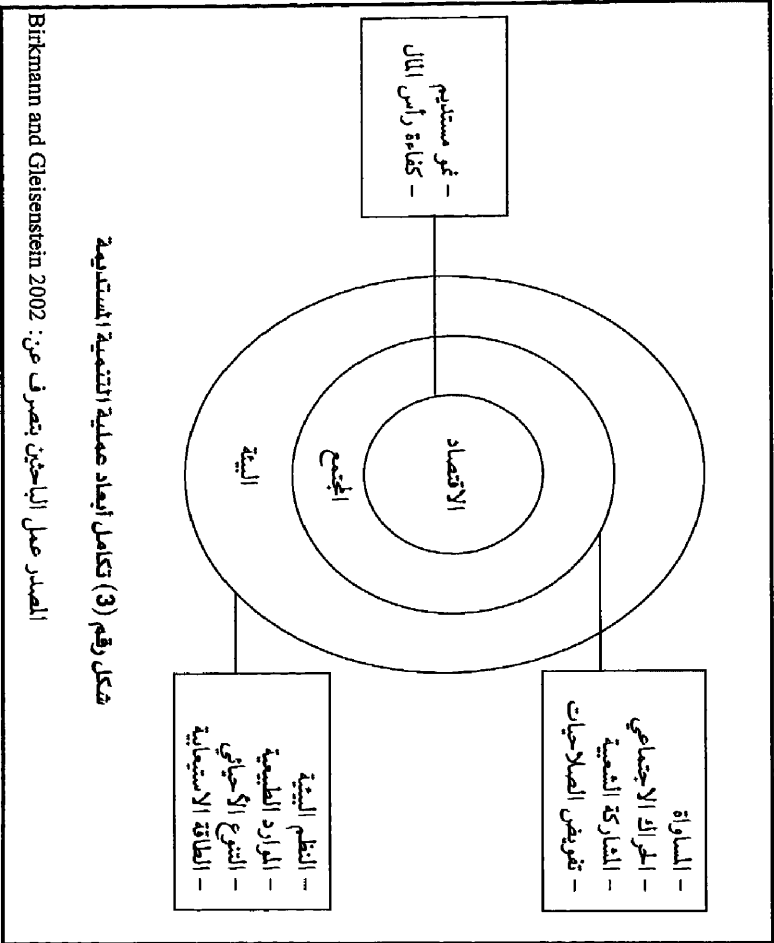 – النظم البيئية
– الموارد الطبيعية
– التنوع الأحيائي
– الطاقة الاستيعابية
– المساواة
– الحراك الاجتماعي
– المشاركة الشعبية
– تفويض الصلاحيات
الاقتصاد
المجتمع
البيئة
– نمو مستديم
– كفاءة رأس المال
شكل رقم (3) تكامل أبعاد عملية التنمية المستديمة
المصدر عمل الباحثين بتصرف عن: Birkmann and Gleisenstein 2002